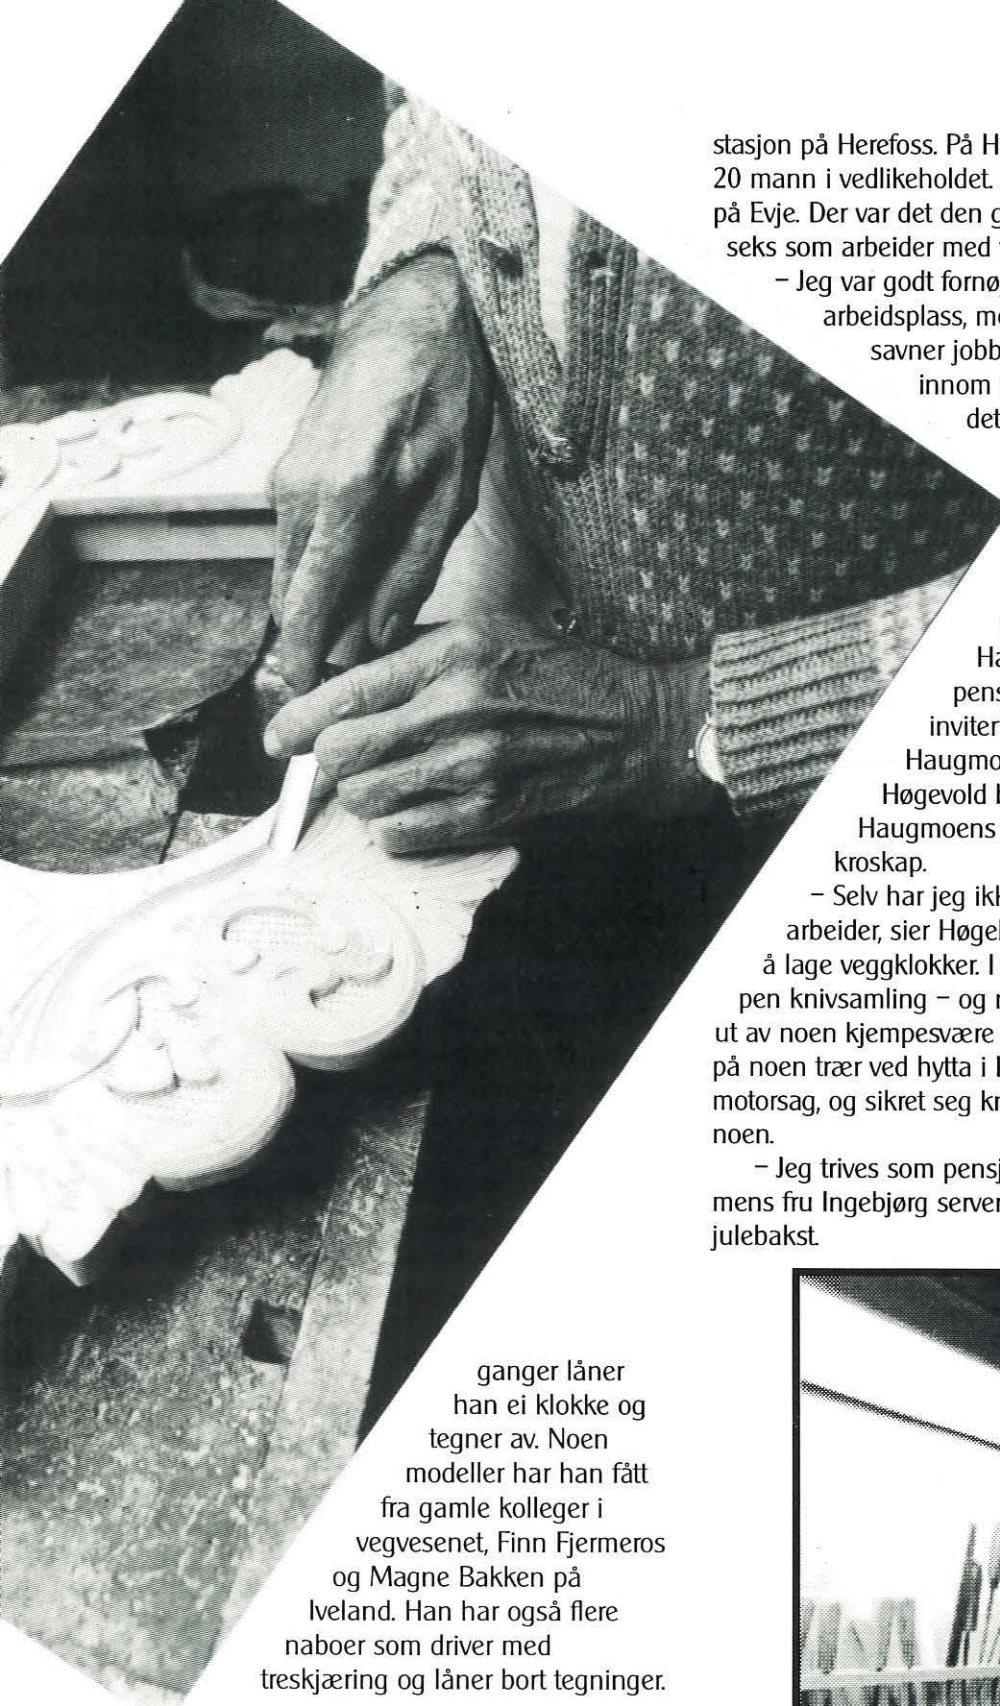 ganger låner
han ei klokke og
tegner av. Noen
modeller har han fått
fra gamle kolleger i
vegvesenet, Finn Fjermeros
og Magne Bakken på
Iveland. Han har også flere
naboer som driver med
treskjæring og låner bort tegninger.
stasjon på Herefoss. På H
20 mann i vedlikeholdet.
på Evje. Der var det den g
seks som arbeider med
– Jeg var godt fornø
arbeidsplass, me
savner jobb
innom
det
Ha
pens
inviter
Haugmo
Høgevold
Haugmoens
kroskap.
– Selv har jeg ikk
arbeider, sier Høge
å lage veggklokker. I
pen knivsamling – og
ut av noen kjempesvære
på noen trær ved hytta i
motorsag, og sikret seg kn
noen.
– Jeg trives som pensj
mens fru Ingebjørg server
julebakst.